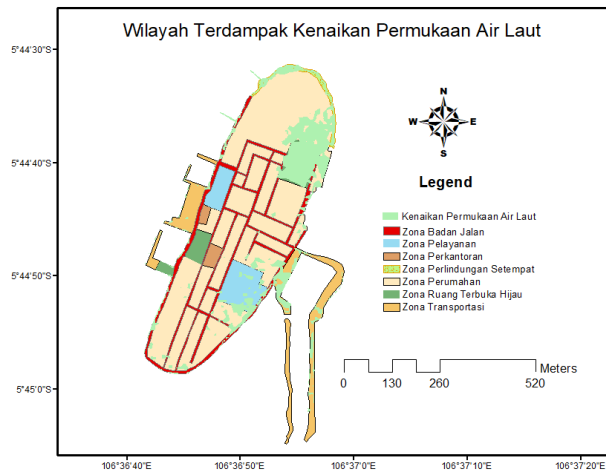 Wilayah Terdampak Kenaikan Permukaan Air Laut
5°44'30"S
5°44'40"S
5°44'50"S
5°45'0"S
N
W E
S
Legend
Kenaikan Permukaan Air Laut
Zona Badan Jalan
Zona Pelayanan
Zona Perkantoran
Zona Perlindungan Setempat
Zona Perumahan
Zona Ruang Terbuka Hijau
Zona Transportasi
Meters
0 130 260 520
106°36'40"E 106°36'50"E 106°37'0"E 106°37'10"E 106°37'20"E